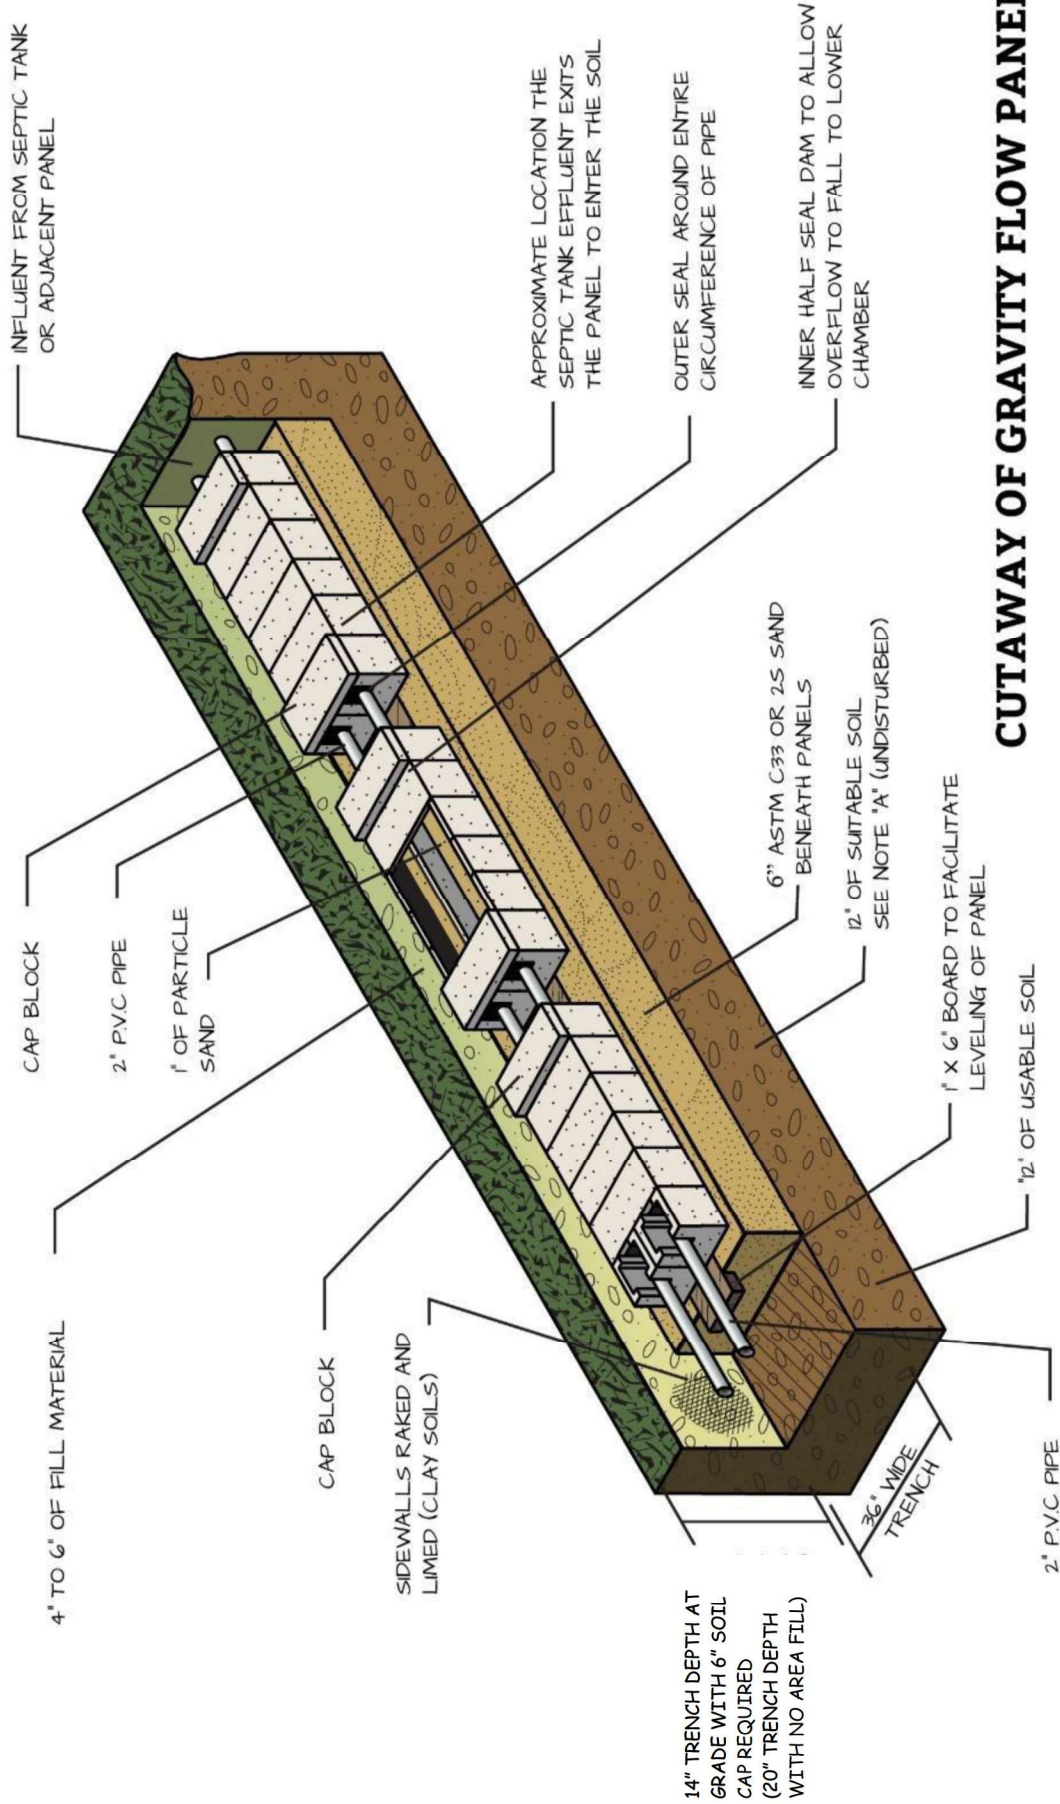 4" TO 6" OF FILL MATERIAL
CAP BLOCK
SIDEWALLS RAKED AND
LIMED (CLAY SOILS)
CAP BLOCK
2" P.V.C PIPE
1" OF PARTICLE
SAND
INFLUENT FROM SEPTIC TANK
OR ADJACENT PANEL
APPROXIMATE LOCATION THE
SEPTIC TANK EFFLUENT EXITS
THE PANEL TO ENTER THE SOIL
OUTER SEAL AROUND ENTIRE
CIRCUMFERENCE OF PIPE
INNER HALF SEAL DAM TO ALLOW
OVERFLOW TO FALL TO LOWER
CHAMBER
14" TRENCH DEPTH AT
GRADE WITH 6" SOIL
CAP REQUIRED
(20" TRENCH DEPTH
WITH NO AREA FILL)
36" WIDE
TRENCH
6" ASTM C33 OR 2S SAND
BENEATH PANELS
12" OF SUITABLE SOIL
SEE NOTE "A" (UNDISTURBED)
1" X 6" BOARD TO FACILITATE
LEVELING OF PANEL
"12' OF USABLE SOIL
2" P.V.C PIPE
CUTAWAY OF GRAVITY FLOW PANEL